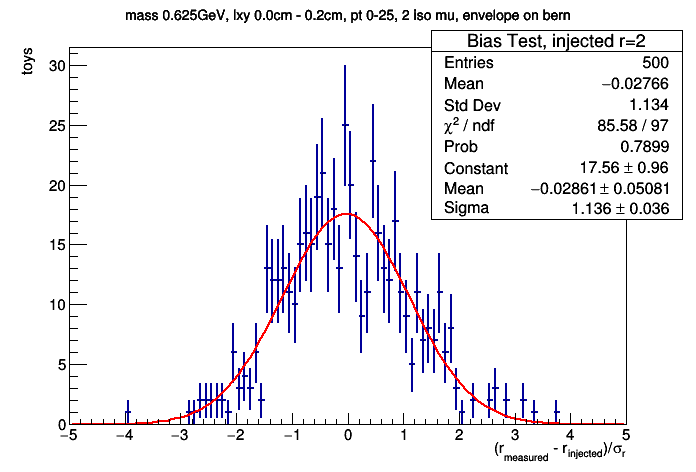 mass 0.625GeV, lxy 0.0cm - 0.2cm, pt 0-25, 2 iso mu, envelope on bern
Bias Test, injected r=2
Entries 500
Mean −0.02766
Std Dev 1.134
χ² / ndf 85.58 / 97
Prob 0.7899
Constant 17.56 ± 0.96
Mean −0.02861 ± 0.05081
Sigma 1.136 ± 0.036
toys
30
25
20
15
10
5
0
−5 −4 −3 −2 −1 0 1 2 3 4 5
(r_measured - r_injected)/σ_r